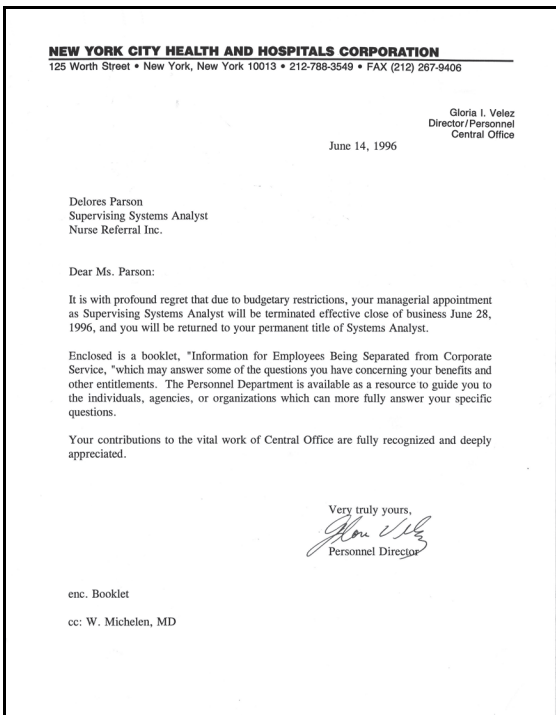 NEW YORK CITY HEALTH AND HOSPITALS CORPORATION
125 Worth Street • New York, New York 10013 • 212-788-3549 • FAX (212) 267-9406
Gloria I. Velez
Director/Personnel
Central Office
June 14, 1996
Delores Parson
Supervising Systems Analyst
Nurse Referral Inc.
Dear Ms. Parson:
It is with profound regret that due to budgetary restrictions, your managerial appointment
as Supervising Systems Analyst will be terminated effective close of business June 28,
1996, and you will be returned to your permanent title of Systems Analyst.
Enclosed is a booklet, "Information for Employees Being Separated from Corporate
Service, "which may answer some of the questions you have concerning your benefits and
other entitlements. The Personnel Department is available as a resource to guide you to
the individuals, agencies, or organizations which can more fully answer your specific
questions.
Your contributions to the vital work of Central Office are fully recognized and deeply
appreciated.
Very truly yours,
Personnel Director
enc. Booklet
cc: W. Michelen, MD